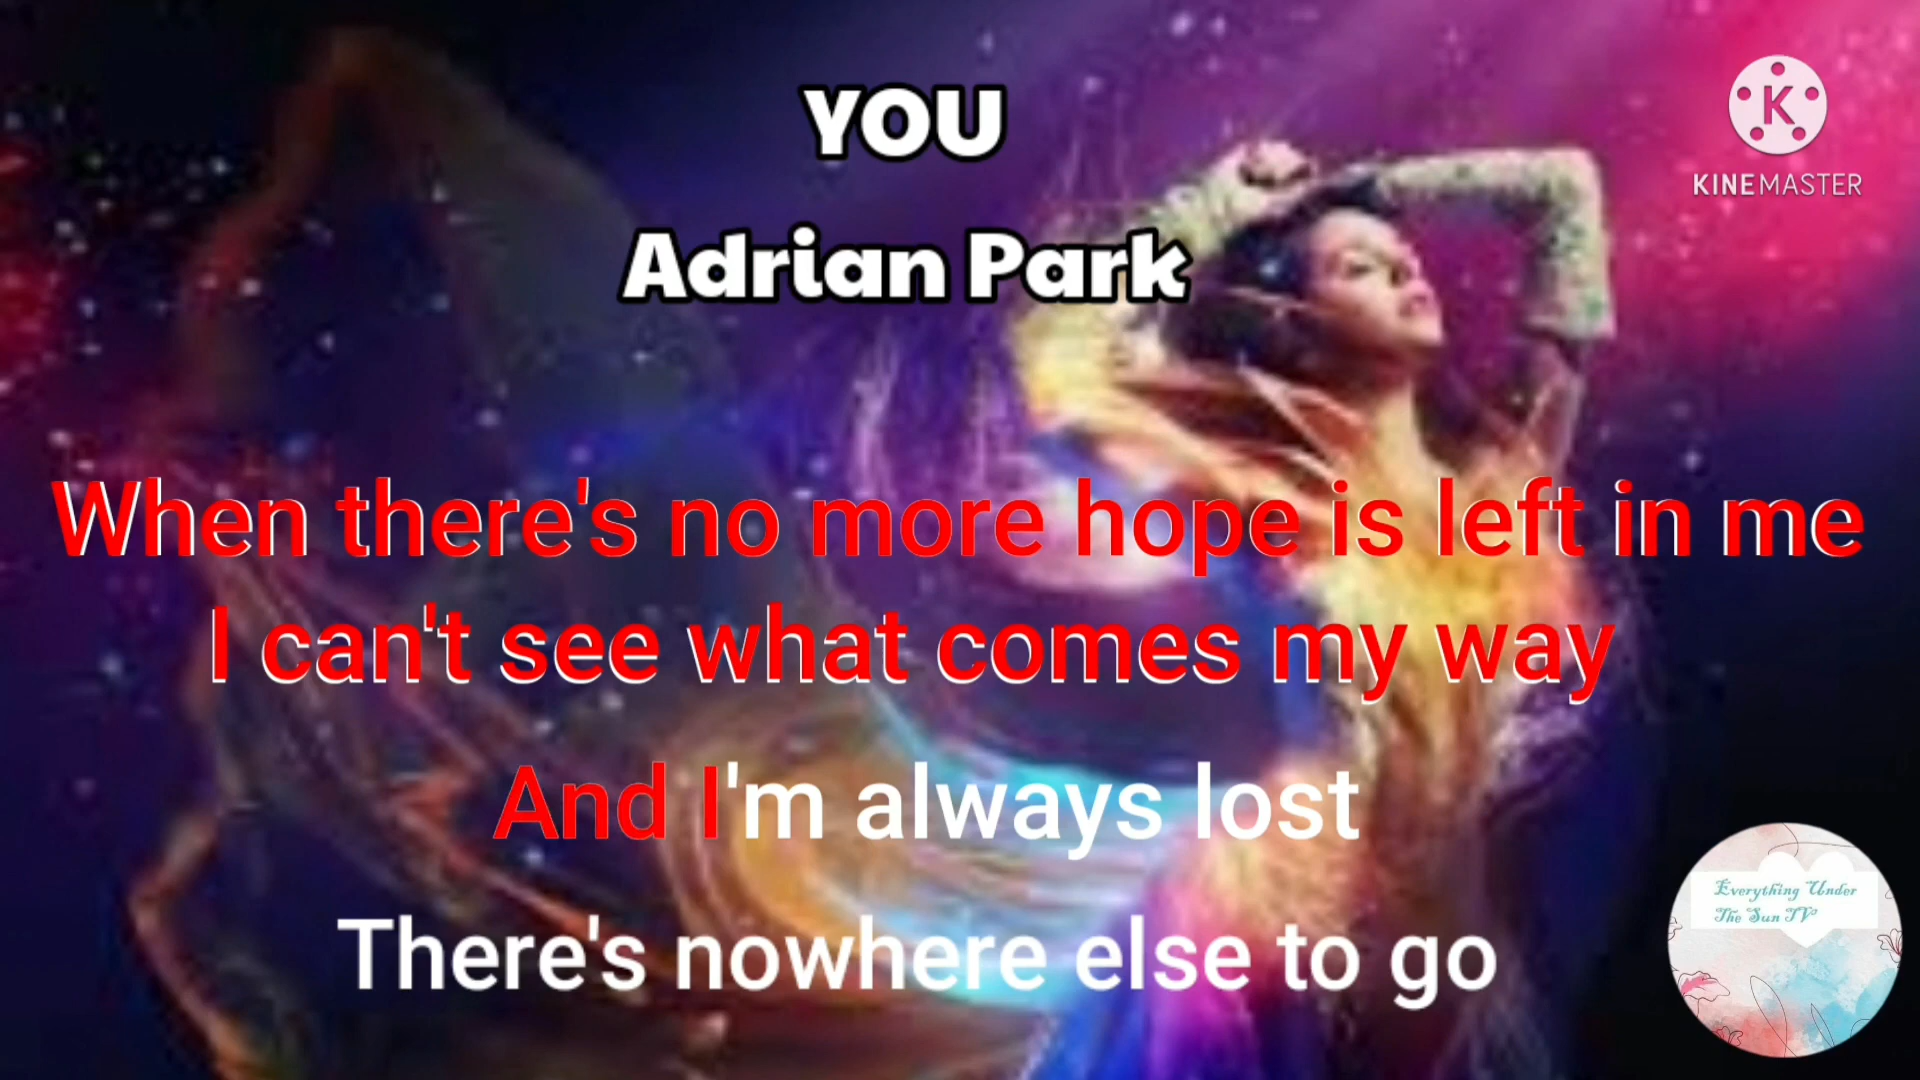 YOU
Adrian Park
K
KINEMASTER
When there's no more hope is left in me
I can't see what comes my way
And I'm always lost
There's nowhere else to go
Everything Under
The Sun TV